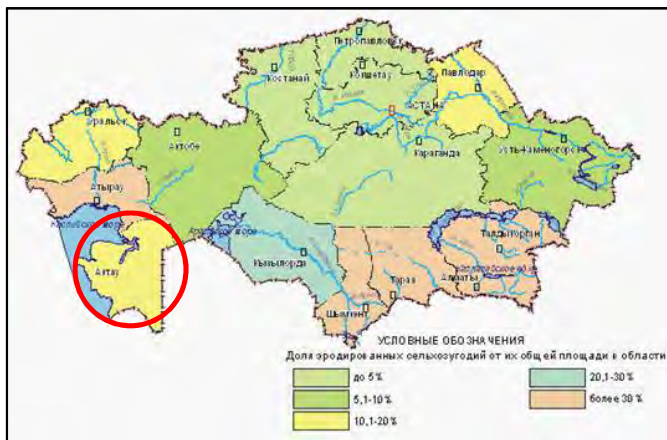 Петропавловск
Кокшетау
Костанай
Павлодар
АСТАНА
Уральск
Актобе
Караганда
Усть-Каменогорск
Атырау
Каспийское море
Аральское море
Талдыкорган
Актау
Кызылорда
Тараз
Алматы
Шымкент
УСЛОВНЫЕ ОБОЗНАЧЕНИЯ
Доля эродированных сельхозугодий от их общей площади в области
до 5%
20,1-30%
5,1-10%
более 30%
10,1-20%